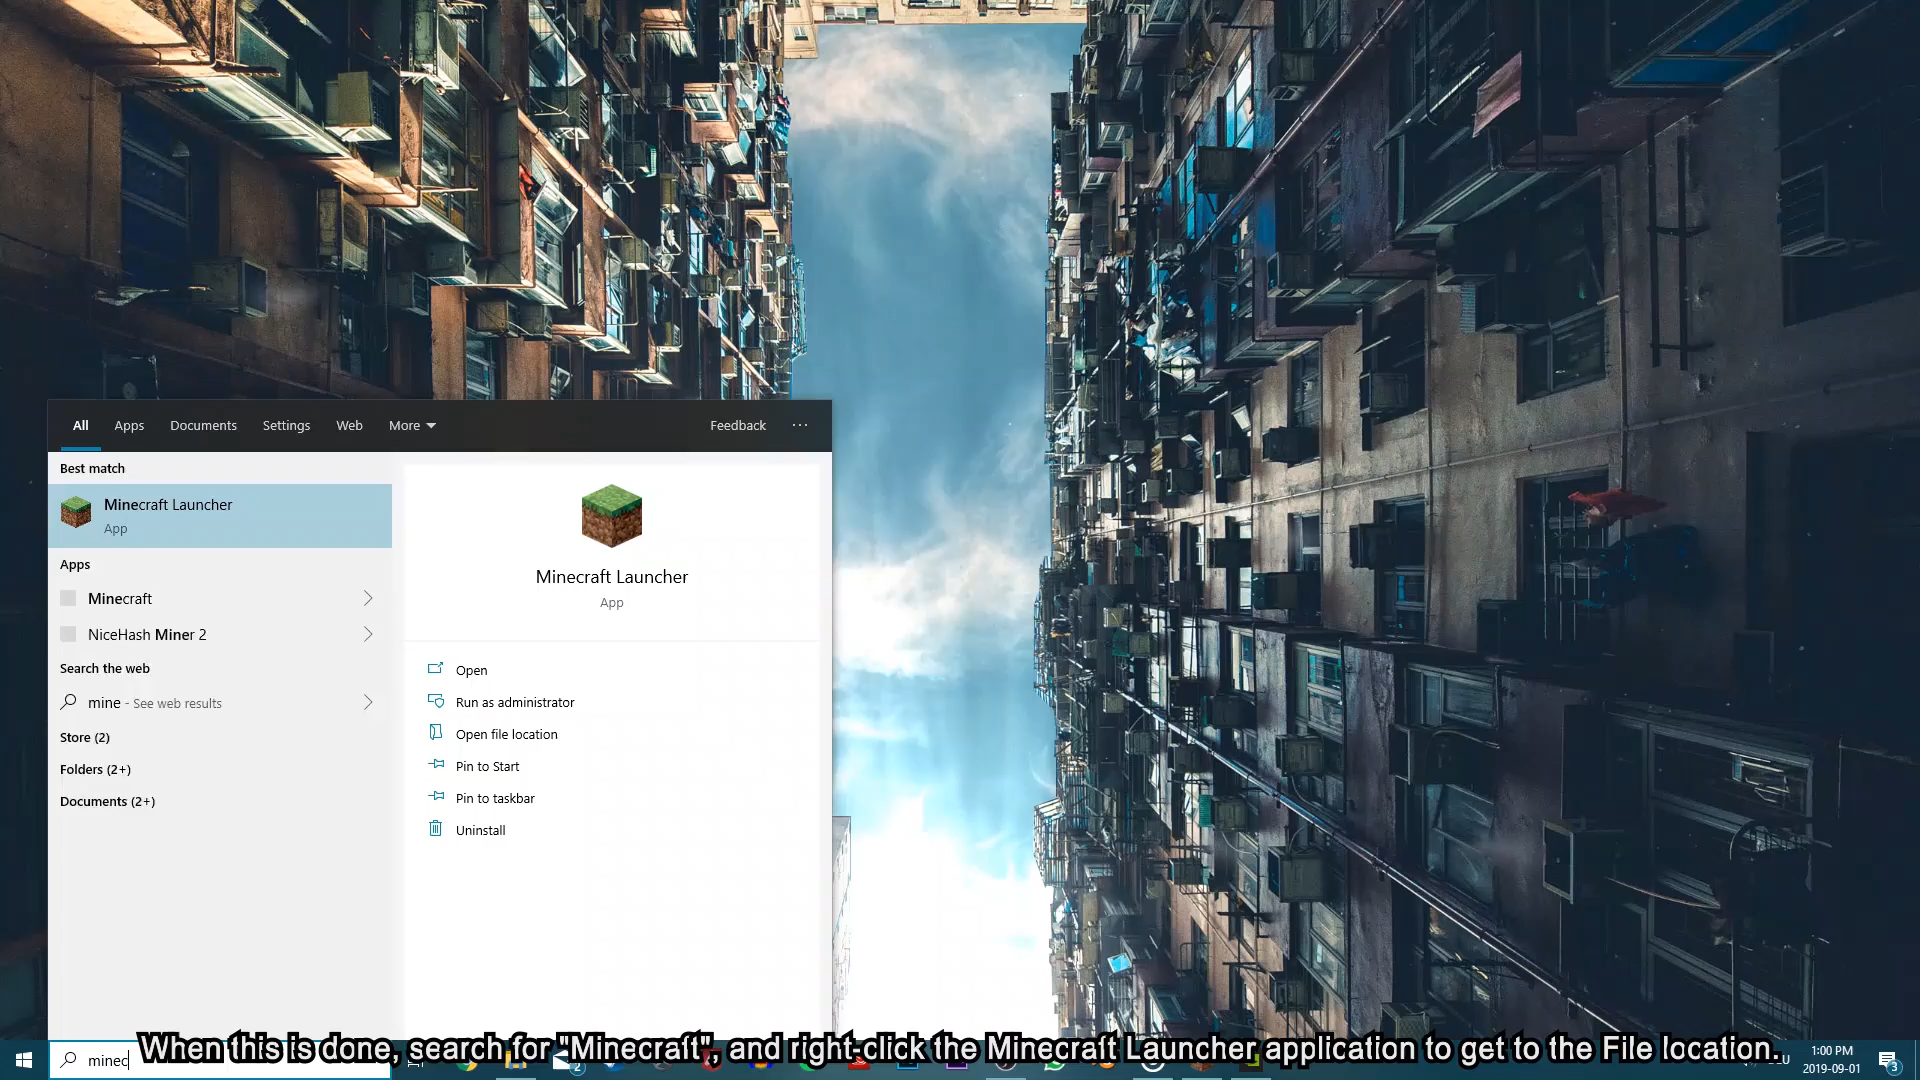 All
Apps
Documents
Settings
Web
More
Feedback
...
Best match
Minecraft Launcher
App
Apps
Minecraft
NiceHash Miner 2
Search the web
mine - See web results
Store (2)
Folders (2+)
Documents (2+)
Minecraft Launcher
App
Open
Run as administrator
Open file location
Pin to Start
Pin to taskbar
Uninstall
When this is done, search for "Minecraft", and right-click the Minecraft Launcher application to get to the File location.
minec
2
1:00 PM
2019-09-01
3